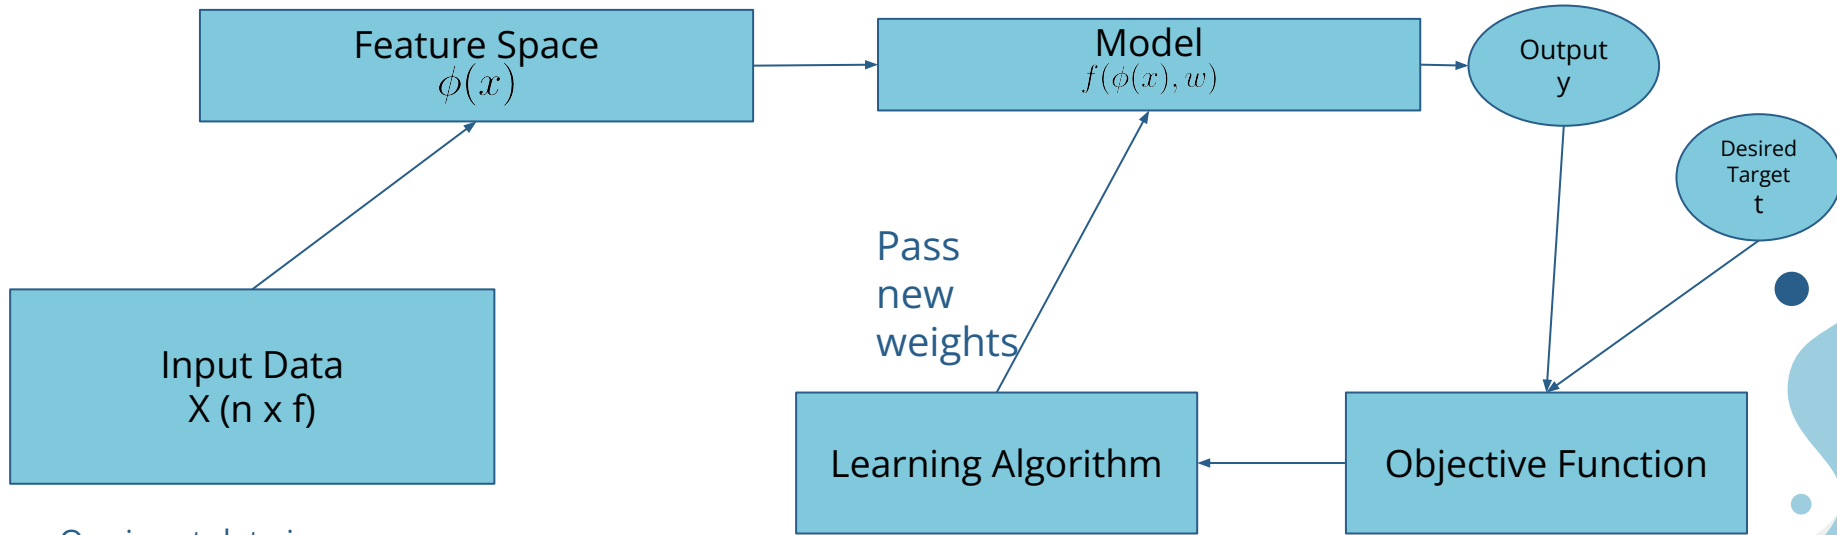 Feature Space
ϕ(x)
Model
f(ϕ(x), w)
Output
y
Desired
Target
t
Pass
new
weights
Input Data
X (n x f)
Learning Algorithm
Objective Function